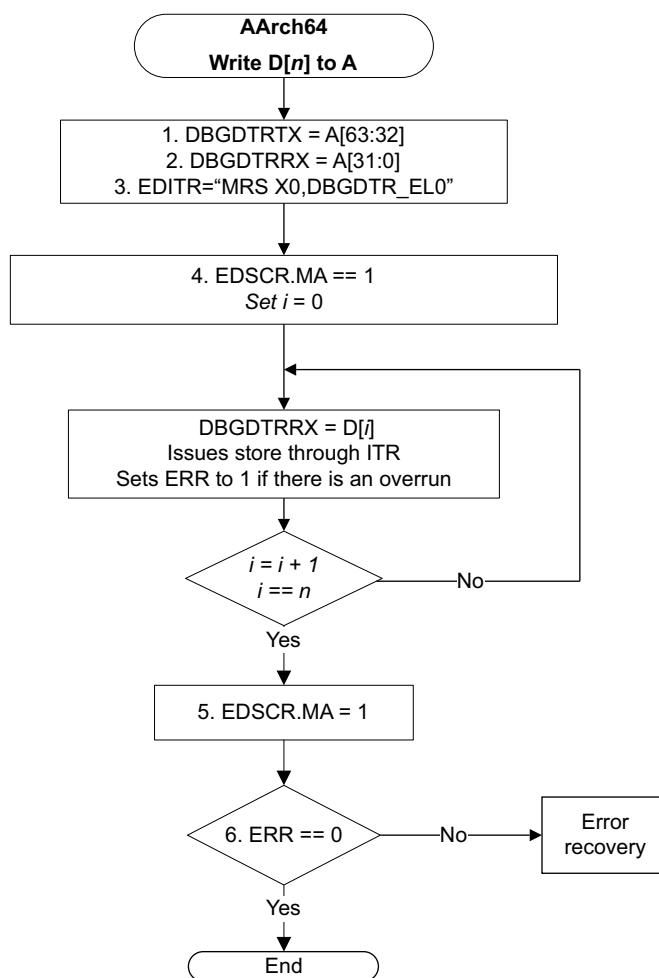 AArch64
Write D[n] to A
1. DBGDTRTX = A[63:32]
2. DBGDTRRX = A[31:0]
3. EDITR=“MRS X0,DBGDTR_EL0”
4. EDSCR.MA == 1
Set i = 0
DBGDTRRX = D[i]
Issues store through ITR
Sets ERR to 1 if there is an overrun
i = i + 1
i == n
No
Yes
5. EDSCR.MA = 1
6. ERR == 0
No
Error
recovery
Yes
End